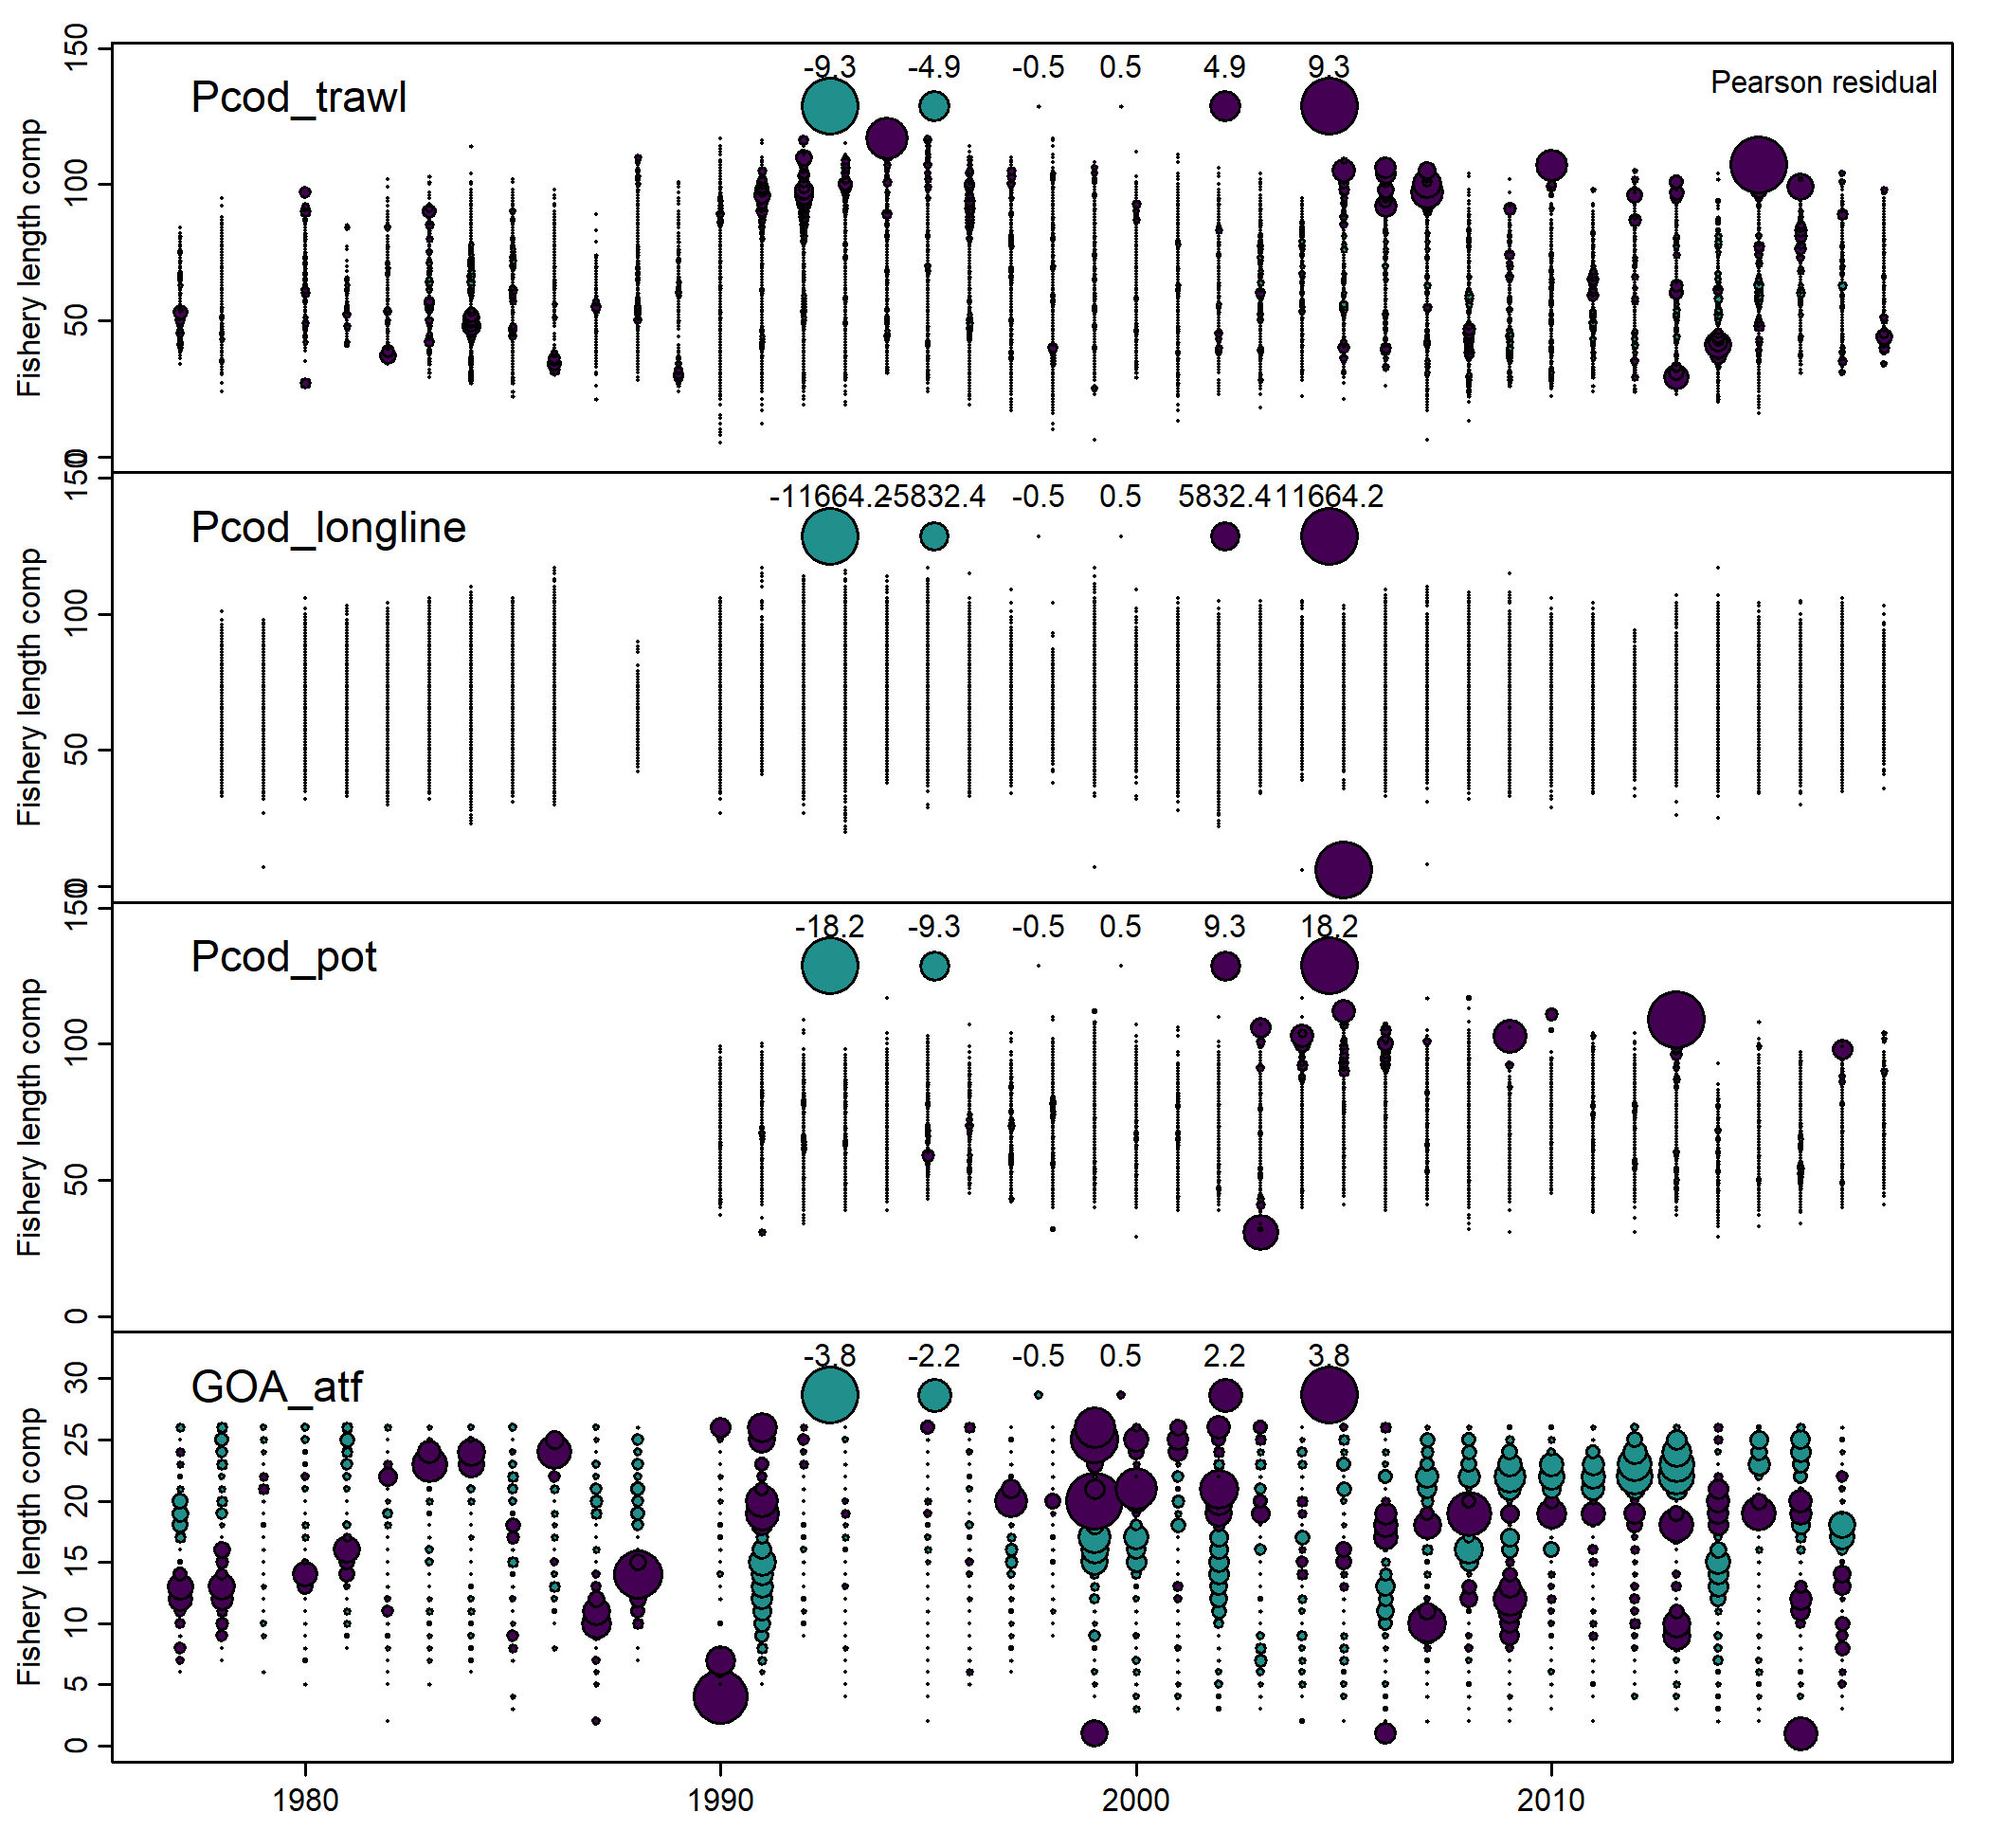 -9.3 -4.9 -0.5 0.5 4.9 9.3
Pcod_trawl
Pearson residual
Fishery length comp
150
100
50
0
-11664.2 -5832.4 -0.5 0.5 5832.4 11664.2
Pcod_longline
Fishery length comp
150
100
50
0
-18.2 -9.3 -0.5 0.5 9.3 18.2
Pcod_pot
Fishery length comp
150
100
50
0
-3.8 -2.2 -0.5 0.5 2.2 3.8
GOA_atf
Fishery length comp
30
25
20
15
10
5
0
1980 1990 2000 2010